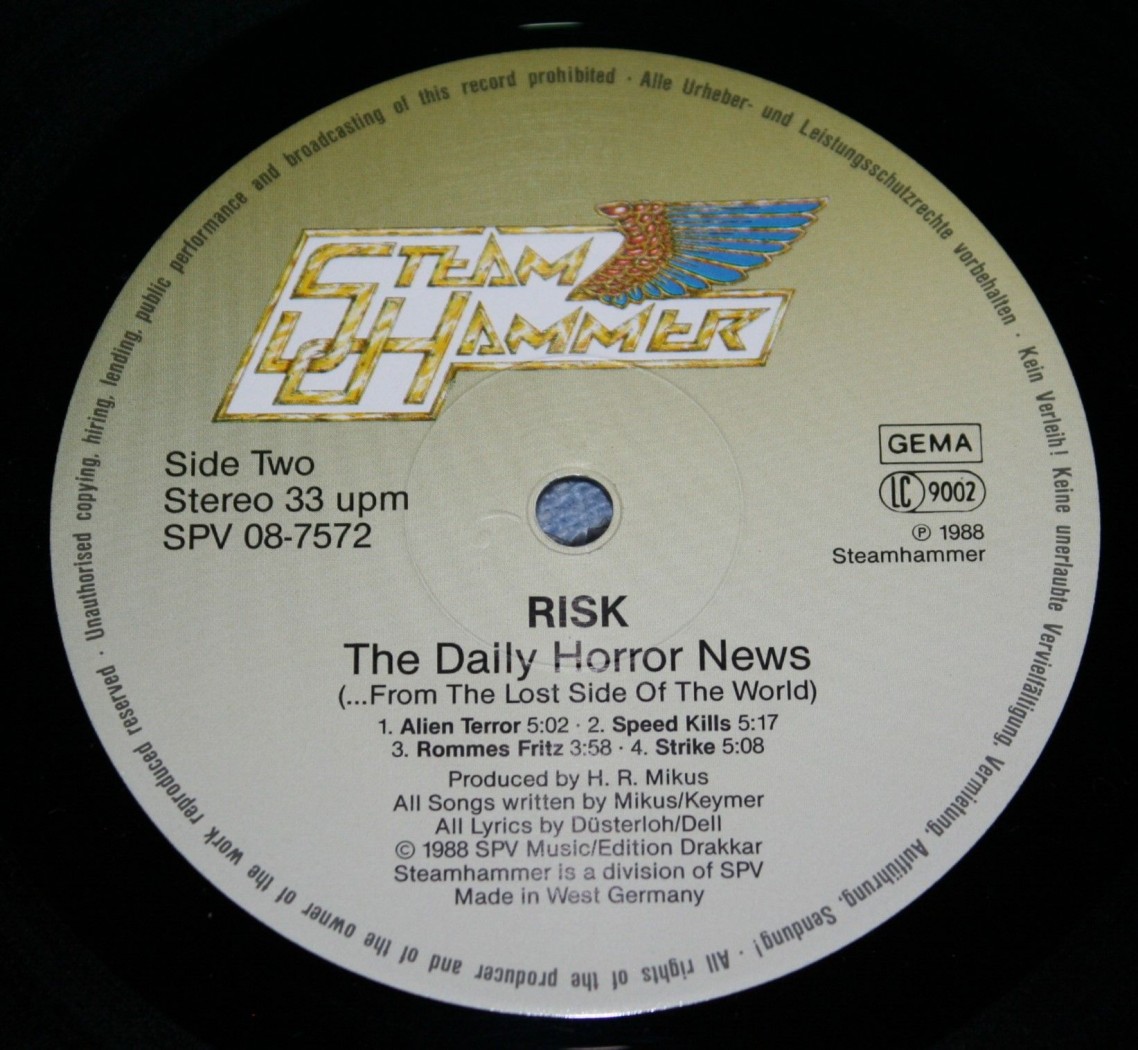 Unauthorised copying, hiring, lending, public performance and broadcasting of this record prohibited · Alle Urheber- und Leistungsschutzrechte vorbehalten · Kein Verleih! Keine unerlaubte Vervielfältigung, Vermietung, Aufführung, Sendung! · All rights of the producer and of the owner of the work reproduced reserved ·
STEAM
HAMMER
Side Two
Stereo 33 upm
SPV 08-7572
GEMA
LC 9002
℗ 1988
Steamhammer
RISK
The Daily Horror News
(...From The Lost Side Of The World)
1. Alien Terror 5:02 · 2. Speed Kills 5:17
3. Rommes Fritz 3:58 · 4. Strike 5:08
Produced by H. R. Mikus
All Songs written by Mikus/Keymer
All Lyrics by Düsterloh/Dell
© 1988 SPV Music/Edition Drakkar
Steamhammer is a division of SPV
Made in West Germany